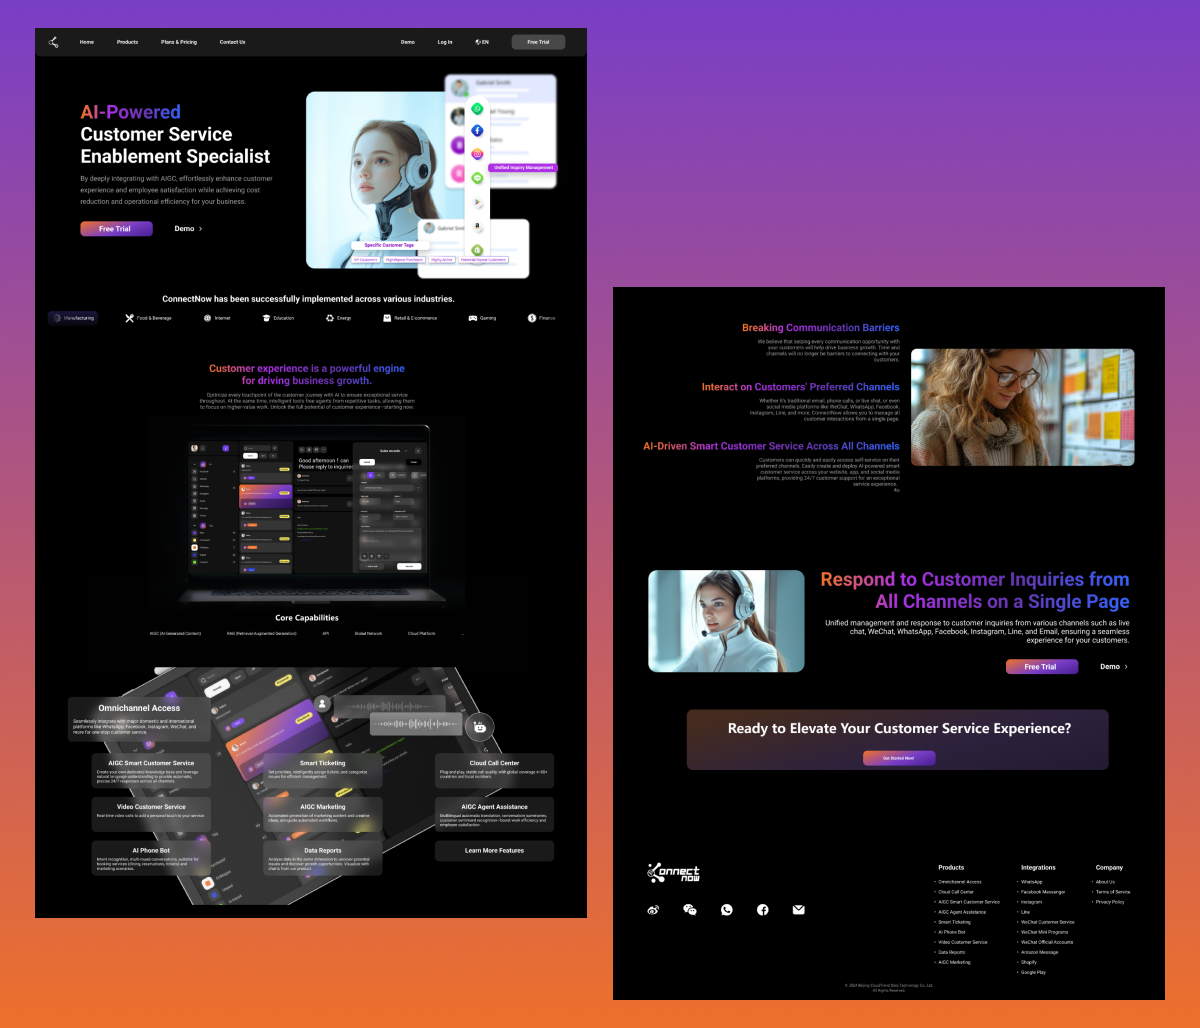 Home Products Plans & Pricing Contact Us Demo Log In EN Free Trial
AI-Powered
Customer Service
Enablement Specialist
By deeply integrating with AIGC, effortlessly enhance customer
experience and employee satisfaction while achieving cost
reduction and operational efficiency for your business.
Free Trial Demo
Gabriel Smith
Unified Inquiry Management
Specific Customer Tags
VIP Customers High-Repeat Purchases Highly Active Potential Repeat Customers
ConnectNow has been successfully implemented across various industries.
Manufacturing Food & Beverage Internet Education Energy Retail & E-commerce Gaming Finance
Customer experience is a powerful engine
for driving business growth.
Optimize every touchpoint of the customer journey with AI to ensure exceptional service
throughout. At the same time, intelligent tools free agents from repetitive tasks, allowing them
to focus on higher-value work. Unlock the full potential of customer experience—starting now.
Good afternoon ! can
Please reply to inquiries
Core Capabilities
AIGC (AI-Generated Content) RAG (Retrieval-Augmented Generation) API Global Network Cloud Platform ...
Omnichannel Access
Seamlessly integrate with major domestic and international
platforms like WhatsApp, Facebook, Instagram, WeChat, and
more for one-stop customer service.
AIGC Smart Customer Service
Create your own dedicated knowledge base and leverage
natural language understanding to provide automatic,
precise 24/7 responses across all channels.
Smart Ticketing
Set priorities, intelligently assign tickets, and categorize
issues for efficient management.
Cloud Call Center
Plug and play, stable call quality with global coverage in 60+
countries and local numbers.
Video Customer Service
Real-time video calls to add a personal touch to your service.
AIGC Marketing
Automated generation of marketing content and creative
ideas, alongside automated workflows.
AIGC Agent Assistance
Multilingual automatic translation, conversation summaries,
customer sentiment recognition—boost work efficiency and
employee satisfaction.
AI Phone Bot
Intent recognition, multi-round conversations, suitable for
booking services (dining, reservations, tickets) and
marketing scenarios.
Data Reports
Analyze data in the same dimension to uncover potential
issues and discover growth opportunities. Visualize with
charts from our product.
Learn More Features
Breaking Communication Barriers
We believe that seizing every communication opportunity with
your customers will help drive business growth. Time and
channels will no longer be barriers to connecting with your
customers.
Interact on Customers' Preferred Channels
Whether it's traditional email, phone calls, or live chat, or even
social media platforms like WeChat, WhatsApp, Facebook,
Instagram, Line, and more, ConnectNow allows you to manage all
customer interactions from a single page.
AI-Driven Smart Customer Service Across All Channels
Customers can quickly and easily access self-service on their
preferred channels. Easily create and deploy AI-powered smart
customer service across your website, app, and social media
platforms, providing 24/7 customer support for an exceptional
service experience.
Respond to Customer Inquiries from
All Channels on a Single Page
Unified management and response to customer inquiries from various channels such as live
chat, WeChat, WhatsApp, Facebook, Instagram, Line, and Email, ensuring a seamless
experience for your customers.
Free Trial Demo
Ready to Elevate Your Customer Service Experience?
Get Started Now!
Connect
now
Products
Omnichannel Access
Cloud Call Center
AIGC Smart Customer Service
AIGC Agent Assistance
Smart Ticketing
AI Phone Bot
Video Customer Service
Data Reports
AIGC Marketing
Integrations
WhatsApp
Facebook Messenger
Instagram
Line
WeChat Customer Service
WeChat Mini Programs
WeChat Official Accounts
Amazon Message
Shopify
Google Play
Company
About Us
Terms of Service
Privacy Policy
© 2024 Beijing CloudTrend Data Technology Co., Ltd.
All Rights Reserved.